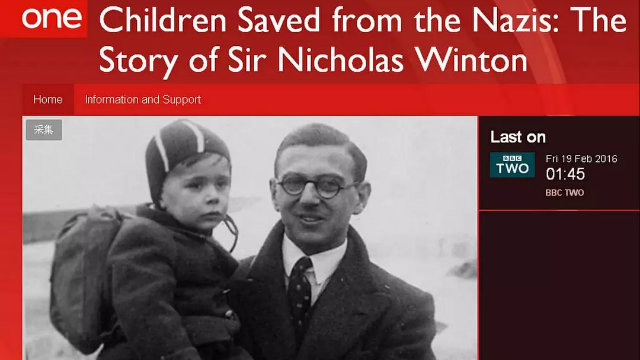 one
Children Saved from the Nazis: The
Story of Sir Nicholas Winton
Home
Information and Support
采集
Last on
BBC
TWO
Fri 19 Feb 2016
01:45
BBC TWO